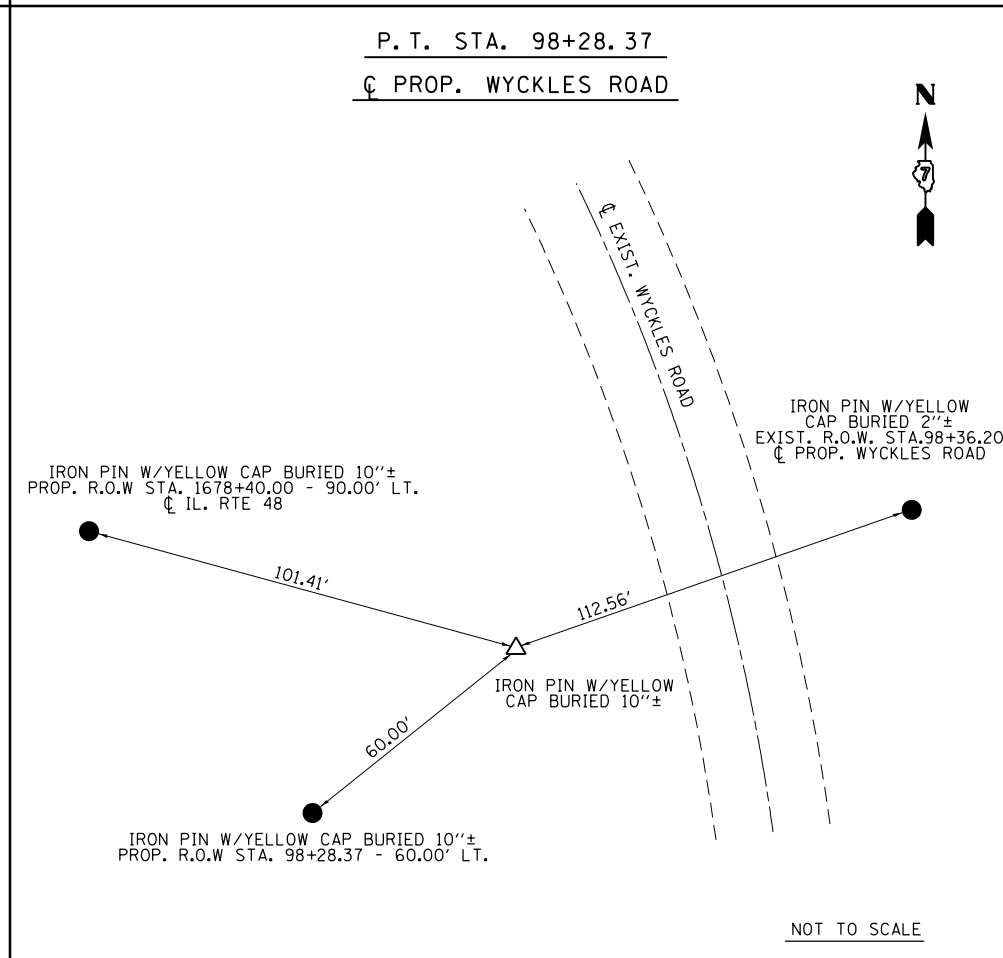 P.T. STA. 98+28.37
℄ PROP. WYCKLES ROAD
N
7
℄ EXIST. WYCKLES ROAD
IRON PIN W/YELLOW
CAP BURIED 2"±
EXIST. R.O.W. STA.98+36.20
℄ PROP. WYCKLES ROAD
IRON PIN W/YELLOW CAP BURIED 10"±
PROP. R.O.W STA. 1678+40.00 - 90.00' LT.
℄ IL. RTE 48
101.41'
112.56'
IRON PIN W/YELLOW
CAP BURIED 10"±
60.00'
IRON PIN W/YELLOW CAP BURIED 10"±
PROP. R.O.W STA. 98+28.37 - 60.00' LT.
NOT TO SCALE